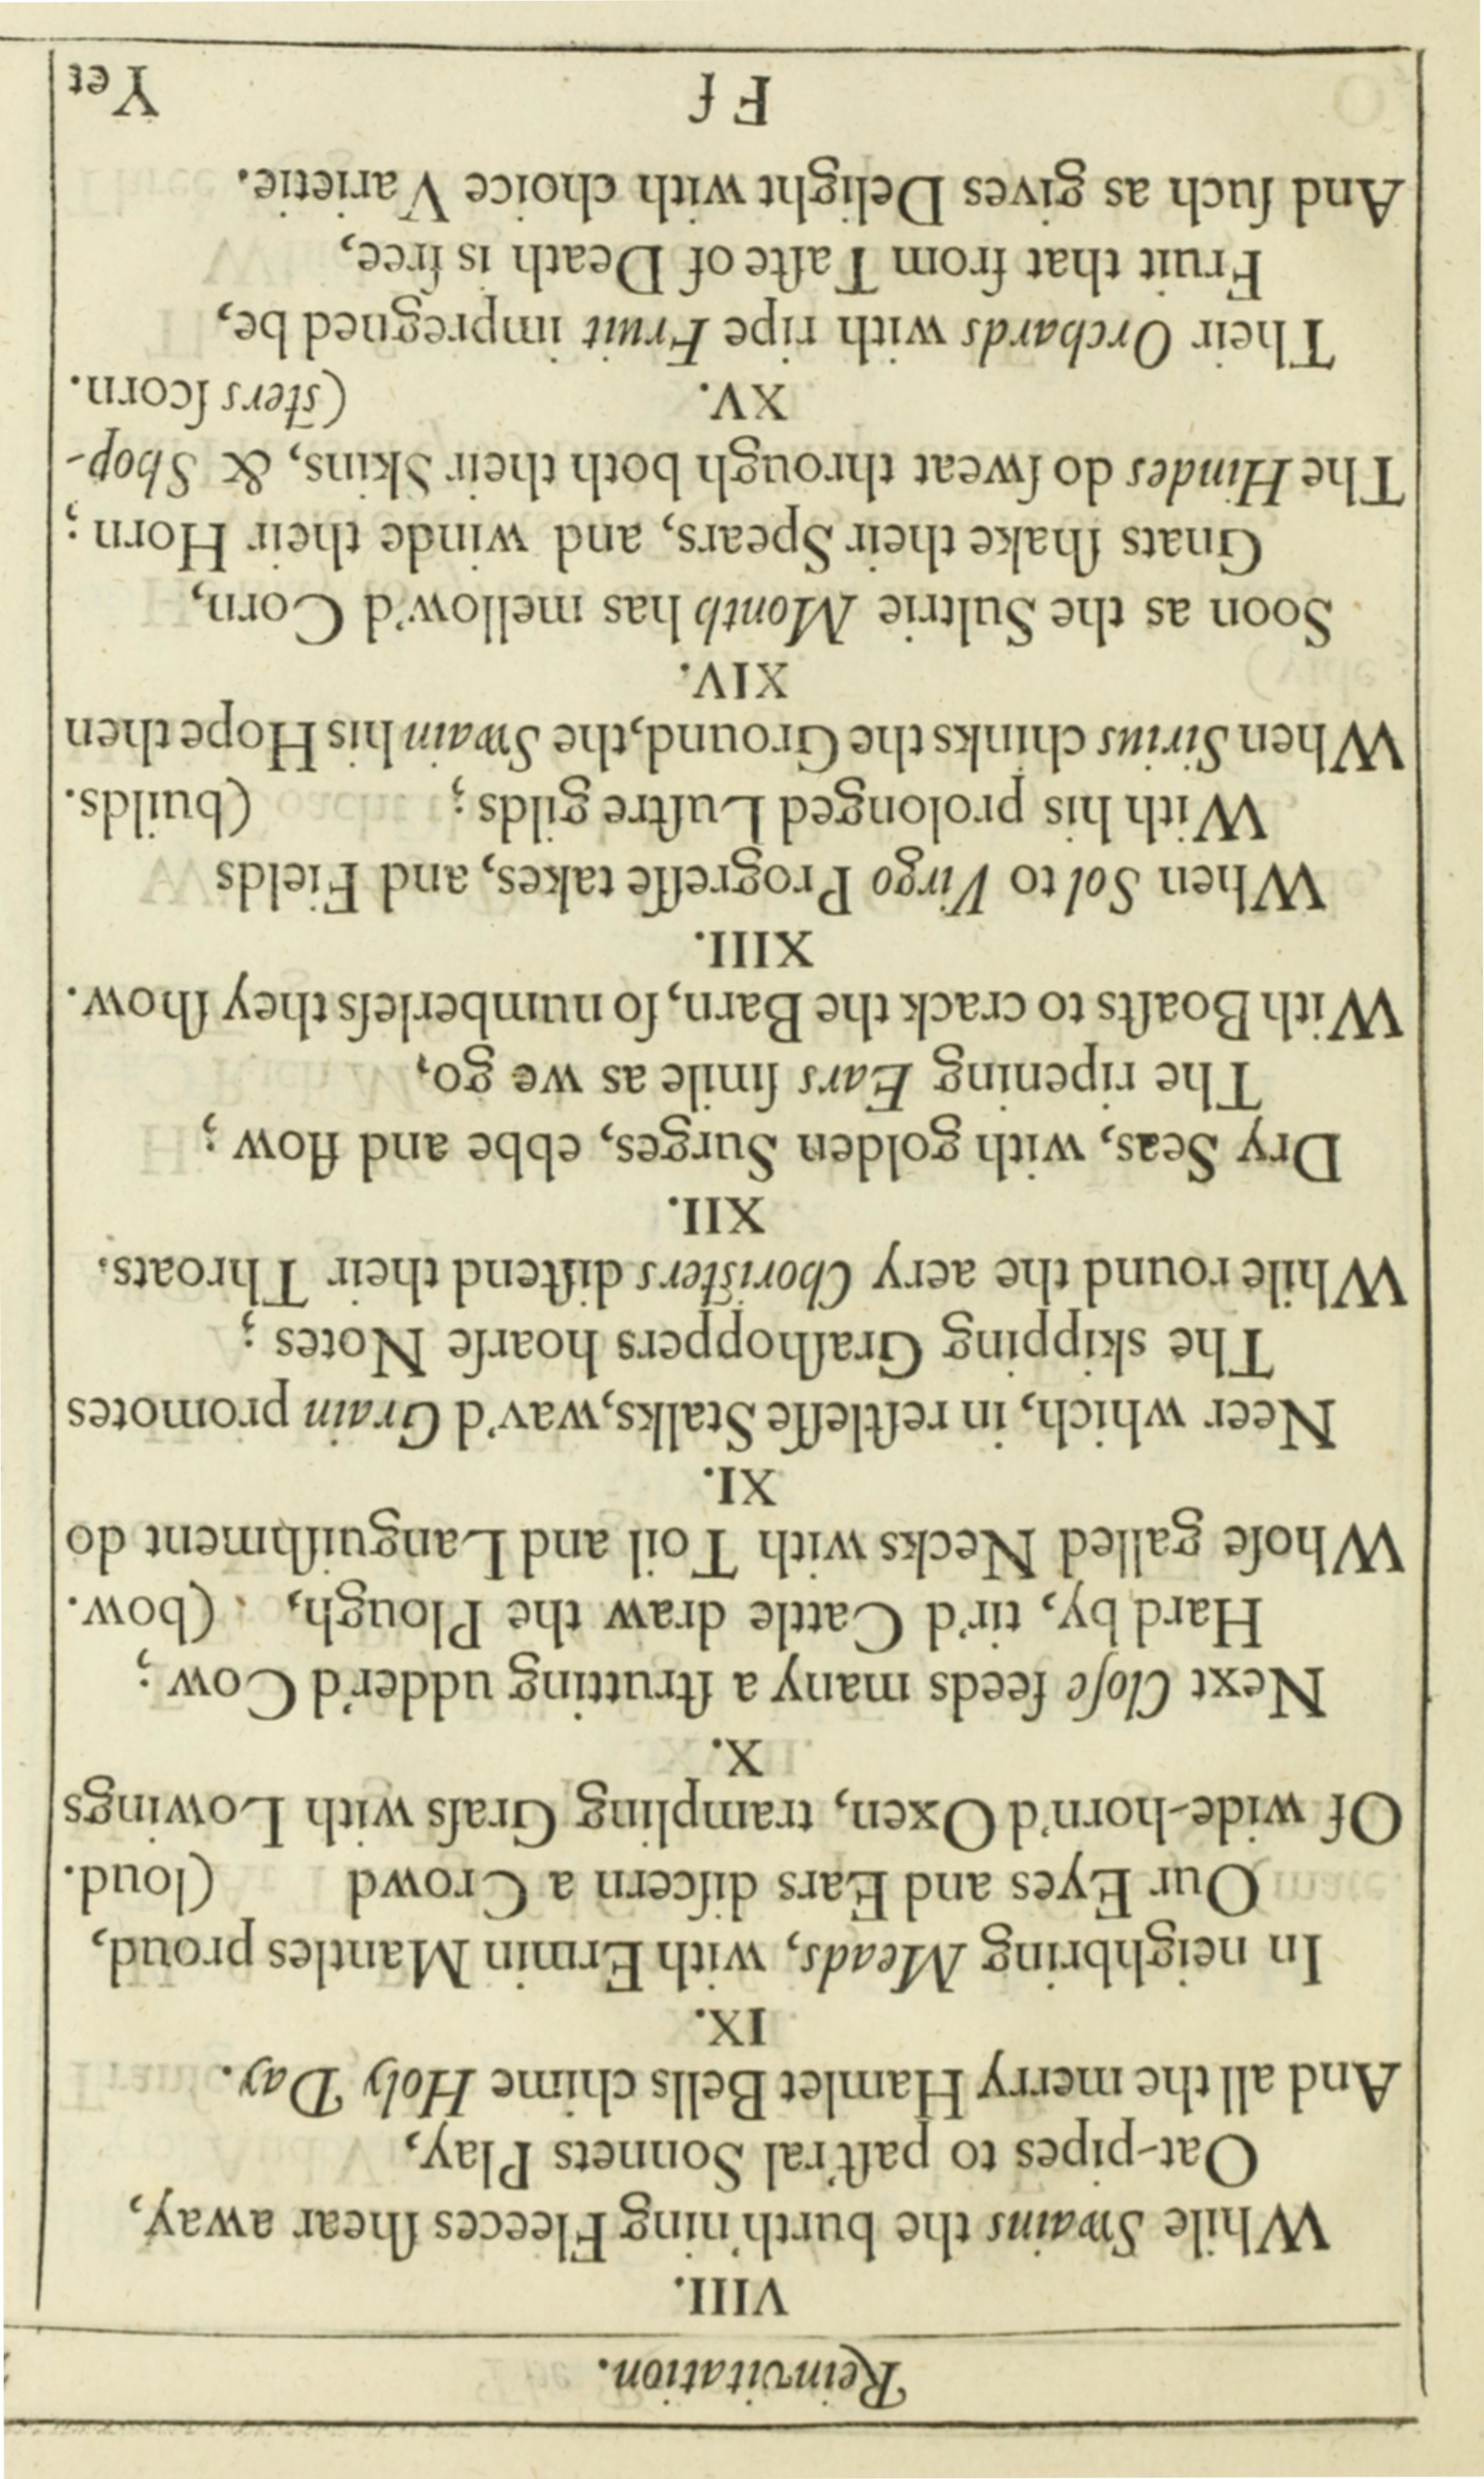 Reinvitation.
VIII.
While Swains the burth'ning Fleeces ſhear away,
Oat-pipes to paſt'ral Sonnets Play,
And all the merry Hamlet Bells chime Holy Day.
IX.
In neighbring Meads, with Ermin Mantles proud,
Our Eyes and Ears diſcern a Crowd (loud.
Of wide-horn'd Oxen, trampling Graſs with Lowings
X.
Next Cloſe feeds many a ſtrutting udder'd Cow;
Hard by, tir'd Cattle draw the Plough, (bow.
Whoſe galled Necks with Toil and Languiſhment do
XI.
Neer which, in reſtleſſe Stalks, wav'd Grain promotes
The skipping Graſhoppers hoarſe Notes;
While round the aery Choristers diſtend their Throats.
XII.
Dry Seas, with golden Surges, ebbe and flow;
The ripening Ears ſmile as we go,
With Boaſts to crack the Barn, ſo numberleſs they ſhow.
XIII.
When Sol to Virgo Progreſſe takes, and Fields
With his prolonged Luſtre gilds; (builds.
When Sirius chinks the Ground, the Swain his Hope then
XIV.
Soon as the Sultrie Month has mellow'd Corn,
Gnats ſhake their Spears, and winde their Horn;
The Hindes do ſweat through both their Skins, & Shop-
XV. (sters ſcorn.
Their Orchards with ripe Fruit impregned be,
Fruit that from Taſte of Death is free,
And ſuch as gives Delight with choice Varietie.
F f Yet